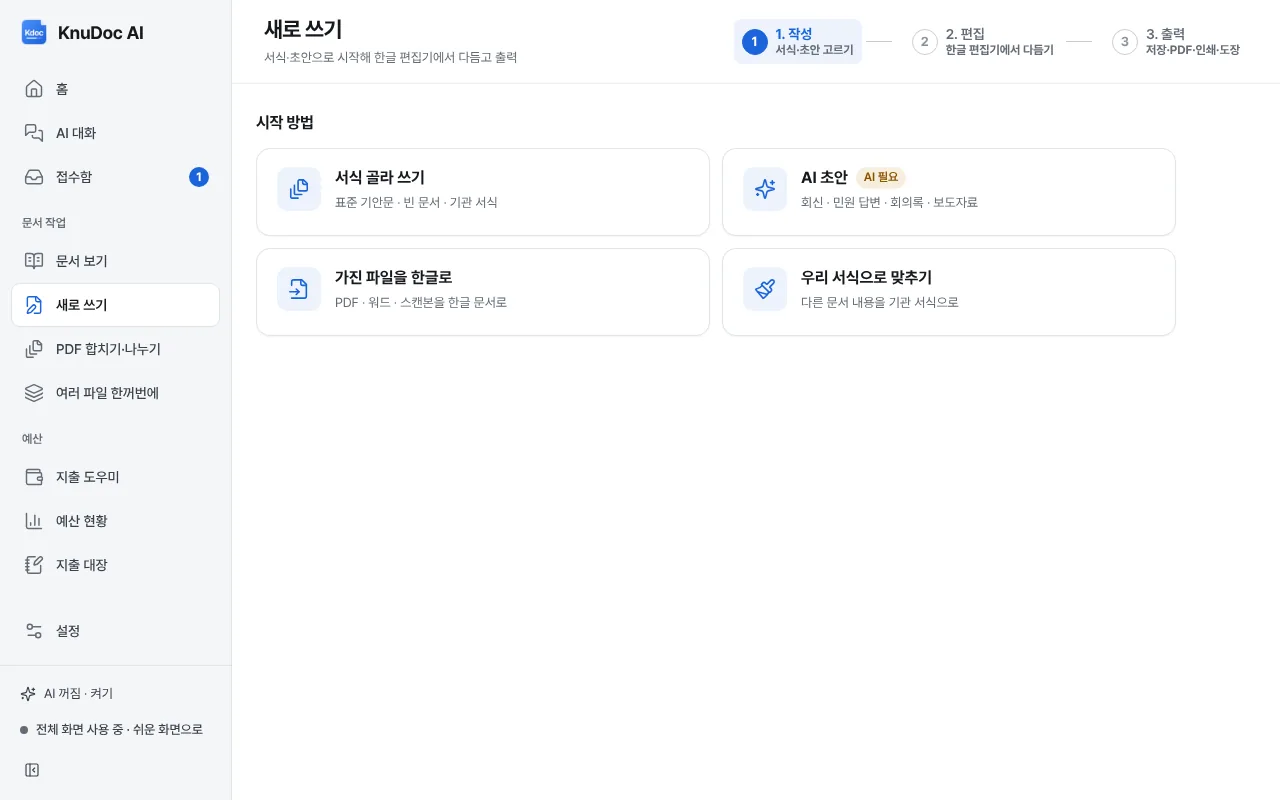 Kdoc KnuDoc AI
홈
AI 대화
접수함 1
문서 작업
문서 보기
새로 쓰기
PDF 합치기·나누기
여러 파일 한꺼번에
예산
지출 도우미
예산 현황
지출 대장
설정
AI 꺼짐 · 켜기
전체 화면 사용 중 · 쉬운 화면으로
새로 쓰기
서식·초안으로 시작해 한글 편집기에서 다듬고 출력
1 1. 작성
서식·초안 고르기
2 2. 편집
한글 편집기에서 다듬기
3 3. 출력
저장·PDF·인쇄·도장
시작 방법
서식 골라 쓰기
표준 기안문 · 빈 문서 · 기관 서식
AI 초안 AI 필요
회신 · 민원 답변 · 회의록 · 보도자료
가진 파일을 한글로
PDF · 워드 · 스캔본을 한글 문서로
우리 서식으로 맞추기
다른 문서 내용을 기관 서식으로